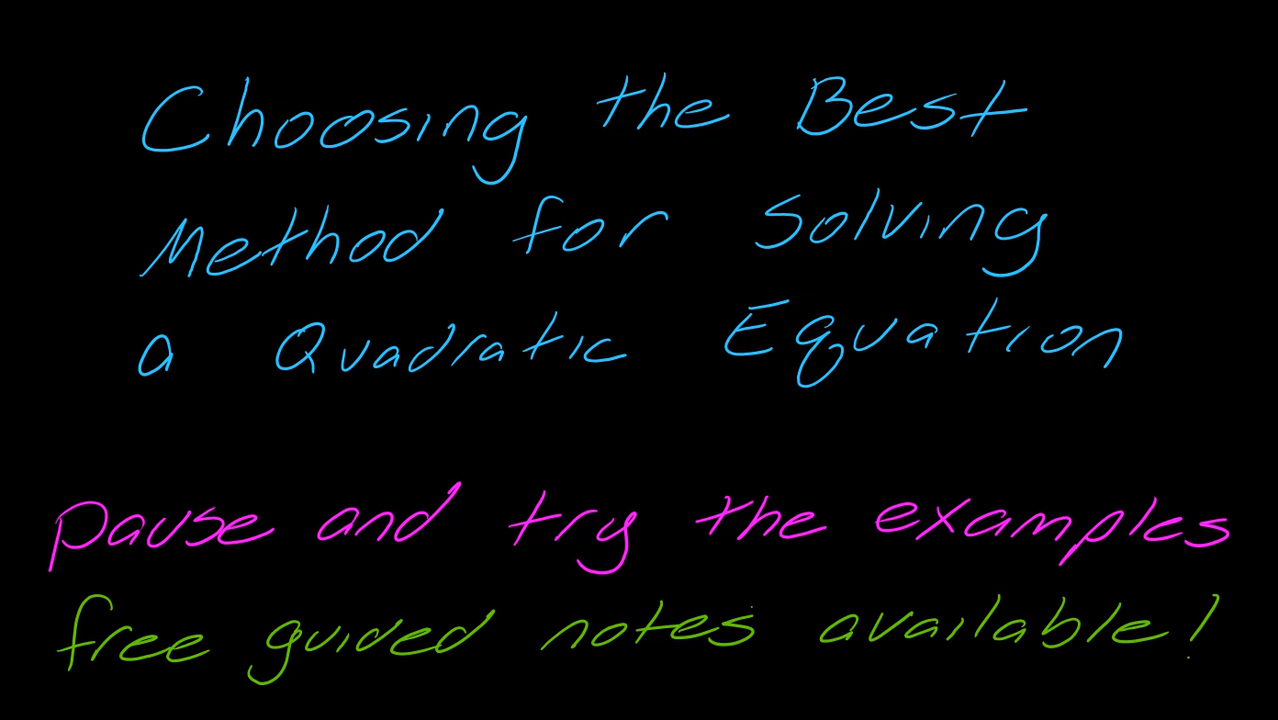 Choosing the Best
Method for Solving
a Quadratic Equation
pause and try the examples
free guided notes available!